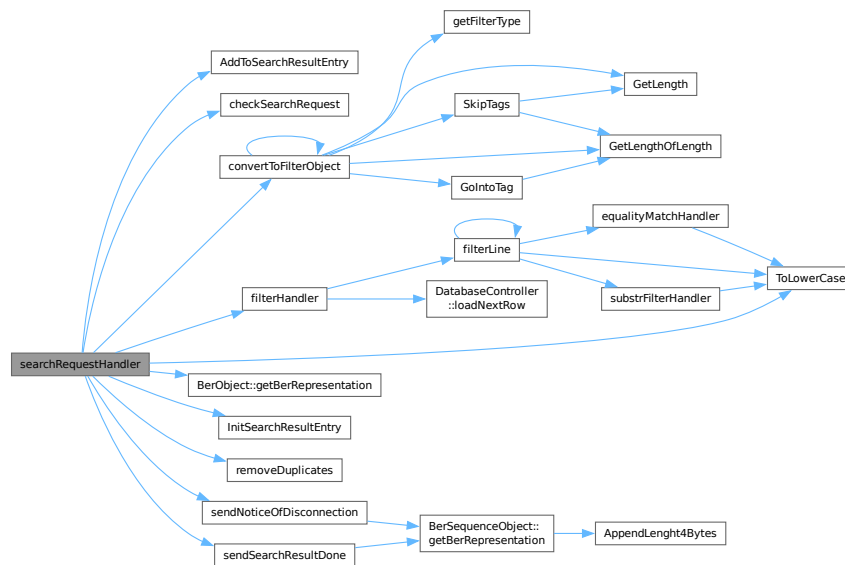 getFilterType
AddToSearchResultEntry
GetLength
checkSearchRequest
SkipTags
GetLengthOfLength
convertToFilterObject
GoIntoTag
equalityMatchHandler
filterLine
ToLowerCase
filterHandler
DatabaseController
::loadNextRow
substrFilterHandler
searchRequestHandler
BerObject::getBerRepresentation
InitSearchResultEntry
removeDuplicates
sendNoticeOfDisconnection
BerSequenceObject::
getBerRepresentation
AppendLenght4Bytes
sendSearchResultDone